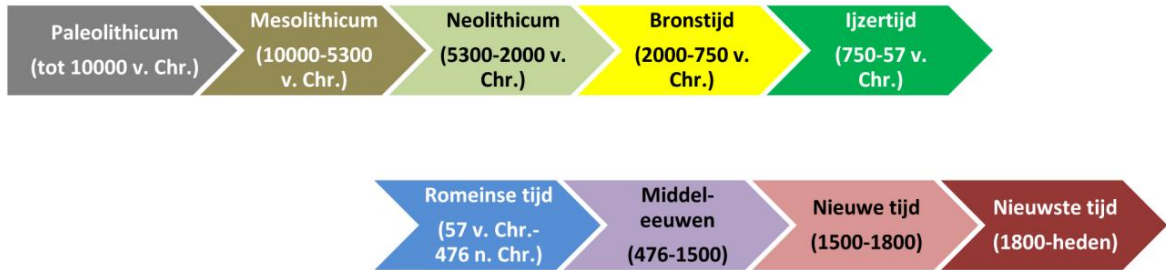 Paleolithicum
(tot 10000 v. Chr.)
Mesolithicum
(10000-5300
v. Chr.)
Neolithicum
(5300-2000 v.
Chr.)
Bronstijd
(2000-750 v.
Chr.)
Ijzertijd
(750-57 v.
Chr.)
Romeinse tijd
(57 v. Chr.-
476 n. Chr.)
Middel-
eeuwen
(476-1500)
Nieuwe tijd
(1500-1800)
Nieuwste tijd
(1800-heden)